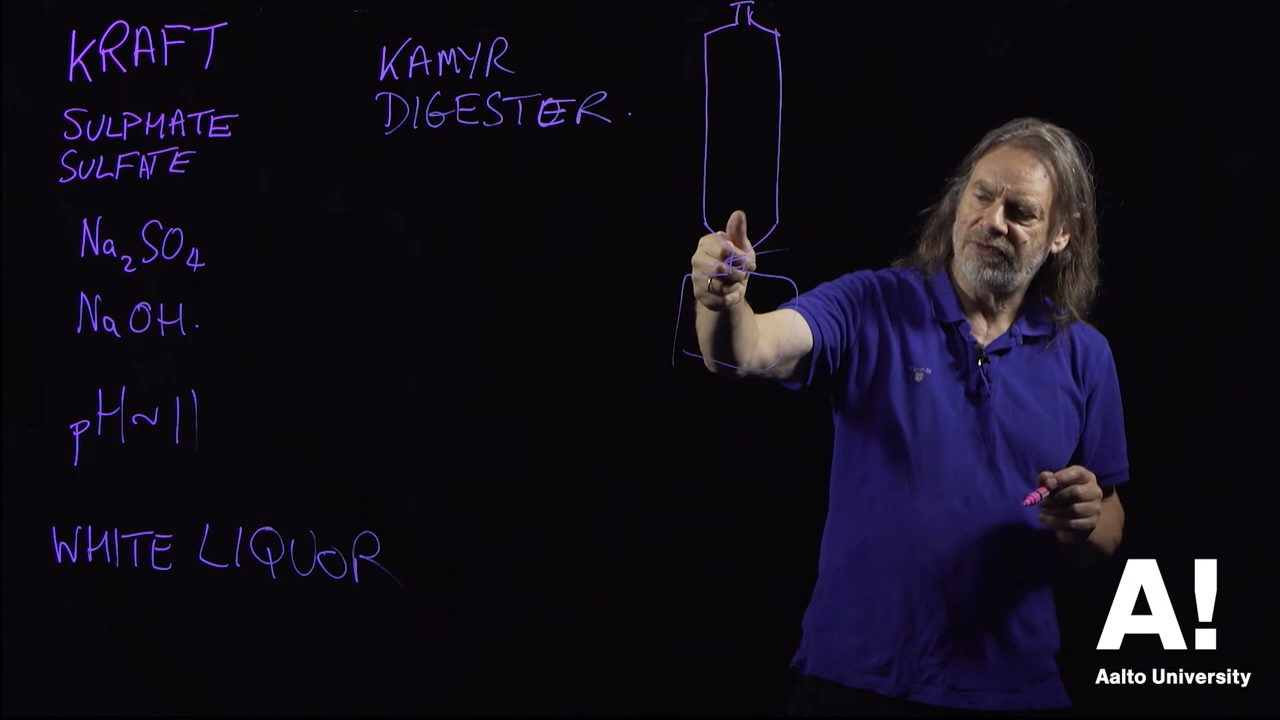 KRAFT
SULPHATE
SULFATE
Na₂SO₄
NaOH.
pH~11
WHITE LIQUOR
KAMYR
DIGESTER.
A!
Aalto University